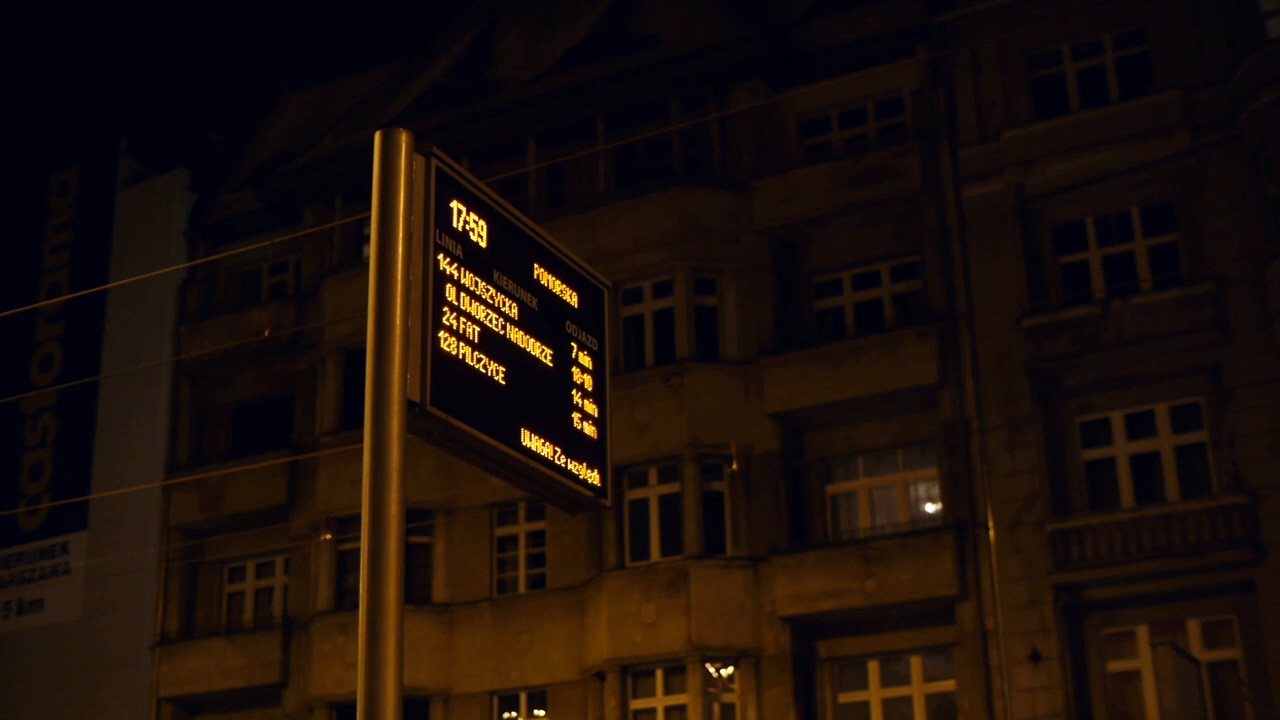 castorama
KIERUNEK
5 km
17:59
POMORSKA
LINIA KIERUNEK ODJAZD
144 WOJSZYCKA 7 min
0L DWORZEC NADODRZE 18:10
24 FAT 14 min
128 PILCZYCE 15 min
UWAGA! Ze względu